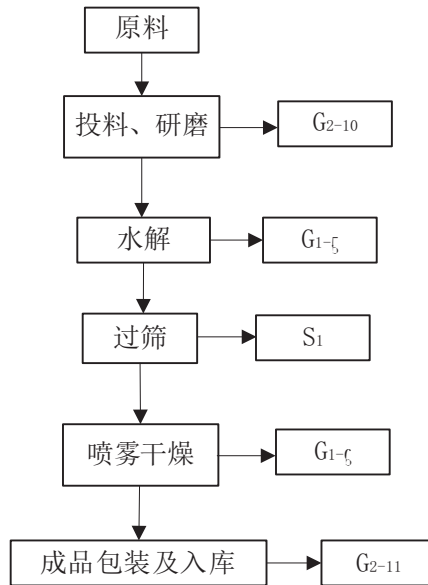 原料
投料、研磨
G2-10
水解
G1-5
过筛
S1
喷雾干燥
G1-6
成品包装及入库
G2-11